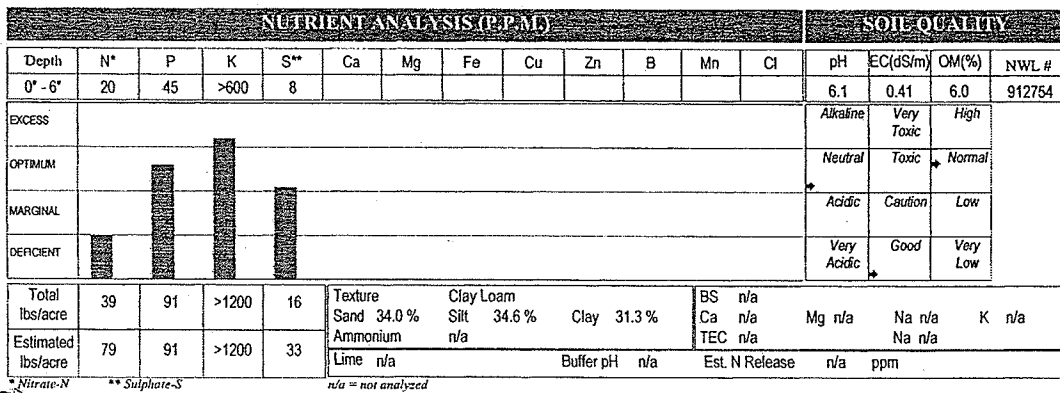 NUTRIENT ANALYSIS (P.P.M.) SOIL QUALITY
Depth N* P K S** Ca Mg Fe Cu Zn B Mn Cl pH EC(dS/m) OM(%) NWL #
0" - 6" 20 45 >600 8 6.1 0.41 6.0 912754
EXCESS Alkaline Very Toxic High
OPTIMUM Neutral Toxic Normal
MARGINAL Acidic Caution Low
DEFICIENT Very Acidic Good Very Low
Total lbs/acre 39 91 >1200 16
Estimated lbs/acre 79 91 >1200 33
Texture Clay Loam
Sand 34.0 % Silt 34.6 % Clay 31.3 %
Ammonium n/a
Lime n/a Buffer pH n/a
BS n/a
Ca n/a Mg n/a Na n/a K n/a
TEC n/a Na n/a
Est. N Release n/a ppm
* Nitrate-N ** Sulphate-S n/a = not analyzed